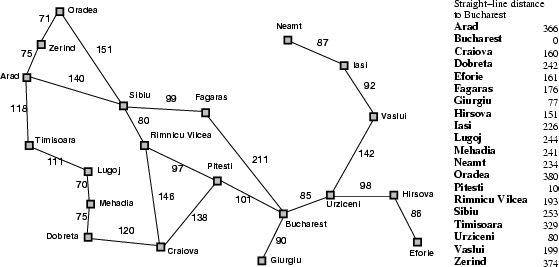 Straight-line distance
to Bucharest
Arad 366
Bucharest 0
Craiova 160
Dobreta 242
Eforie 161
Fagaras 176
Giurgiu 77
Hirsova 151
Iasi 226
Lugoj 244
Mehadia 241
Neamt 234
Oradea 380
Pitesti 10
Rimnicu Vilcea 193
Sibiu 253
Timisoara 329
Urziceni 80
Vaslui 199
Zerind 374
Oradea
71
Neamt
Zerind
87
151
75
Iasi
Arad
140
92
Sibiu
99
Fagaras
118
80
Vaslui
Rimnicu Vilcea
Timisoara
111
Lugoj
97
Pitesti
211
142
70
98
Hirsova
146
101
85
Mehadia
Urziceni
75
138
86
120
Bucharest
Dobreta
90
Craiova
Eforie
Giurgiu